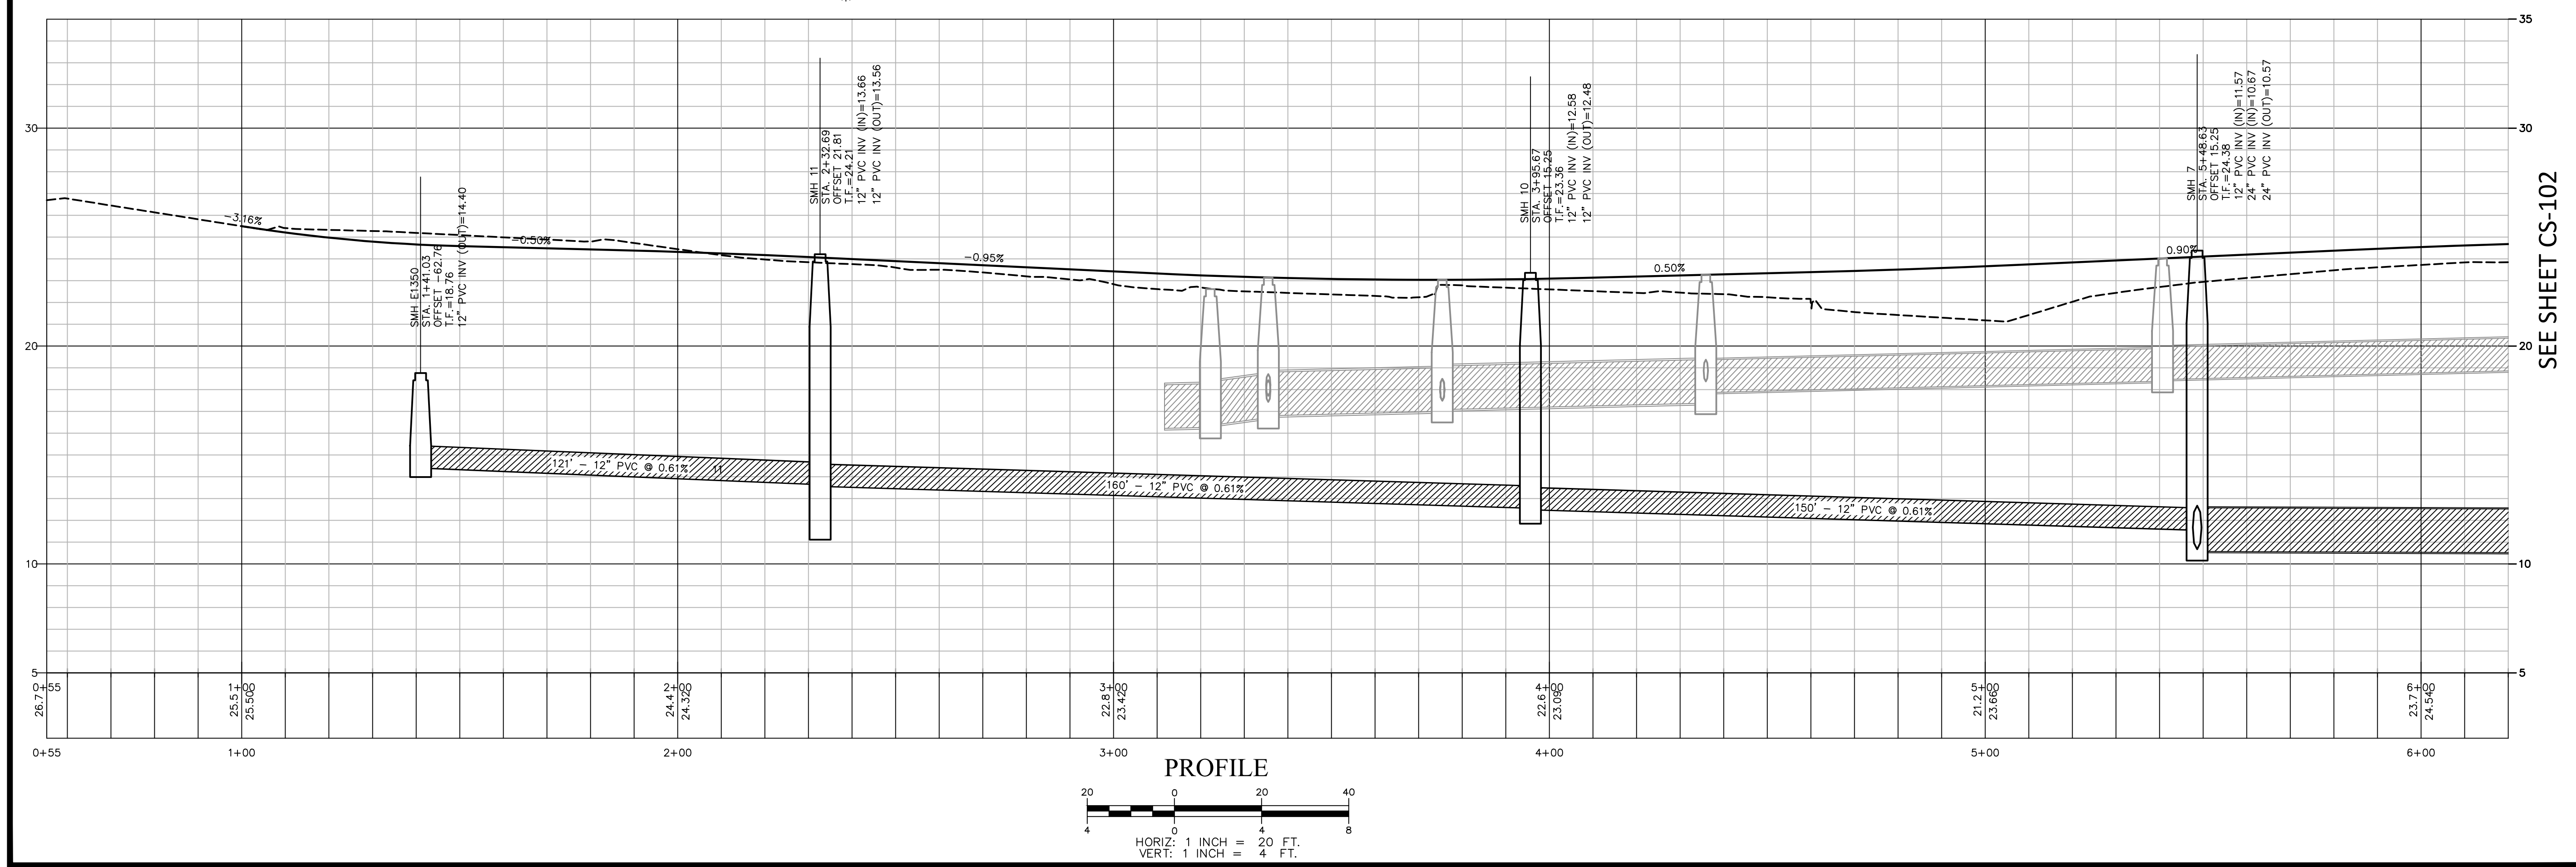 35
30
30
20
20
10
10
5
5
-3.16%
-0.50%
-0.95%
0.50%
0.90%
SMH E1350
STA. 1+41.03
OFFSET -62.76
T.F.=18.76
12" PVC INV (OUT)=14.40
SMH 11
STA. 2+32.69
OFFSET 21.81
T.F.=24.21
12" PVC INV (IN)=13.66
12" PVC INV (OUT)=13.56
SMH 10
STA. 3+95.67
OFFSET 15.25
T.F.=23.36
12" PVC INV (IN)=12.58
12" PVC INV (OUT)=12.48
SMH 7
STA. 5+48.63
OFFSET 15.25
T.F.=24.38
12" PVC INV (IN)=11.57
24" PVC INV (IN)=10.67
24" PVC INV (OUT)=10.57
121' - 12" PVC @ 0.61%
11
160' - 12" PVC @ 0.61%
150' - 12" PVC @ 0.61%
SEE SHEET CS-102
0+55
1+00
2+00
3+00
4+00
5+00
6+00
26.7
25.5
25.50
24.4
24.32
22.8
23.42
22.6
23.09
21.2
23.66
23.7
24.54
0+55
1+00
2+00
3+00
4+00
5+00
6+00
PROFILE
20 0 20 40
4 0 4 8
HORIZ: 1 INCH = 20 FT.
VERT: 1 INCH = 4 FT.